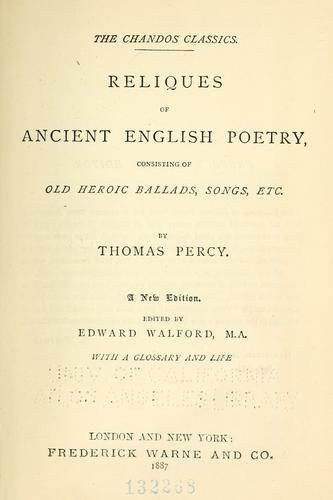 THE CHANDOS CLASSICS.
RELIQUES
OF
ANCIENT ENGLISH POETRY,
CONSISTING OF
OLD HEROIC BALLADS, SONGS, ETC.
BY
THOMAS PERCY.
A New Edition.
EDITED BY
EDWARD WALFORD, M.A.
WITH A GLOSSARY AND LIFE
LONDON AND NEW YORK:
FREDERICK WARNE AND CO.
1887
132268